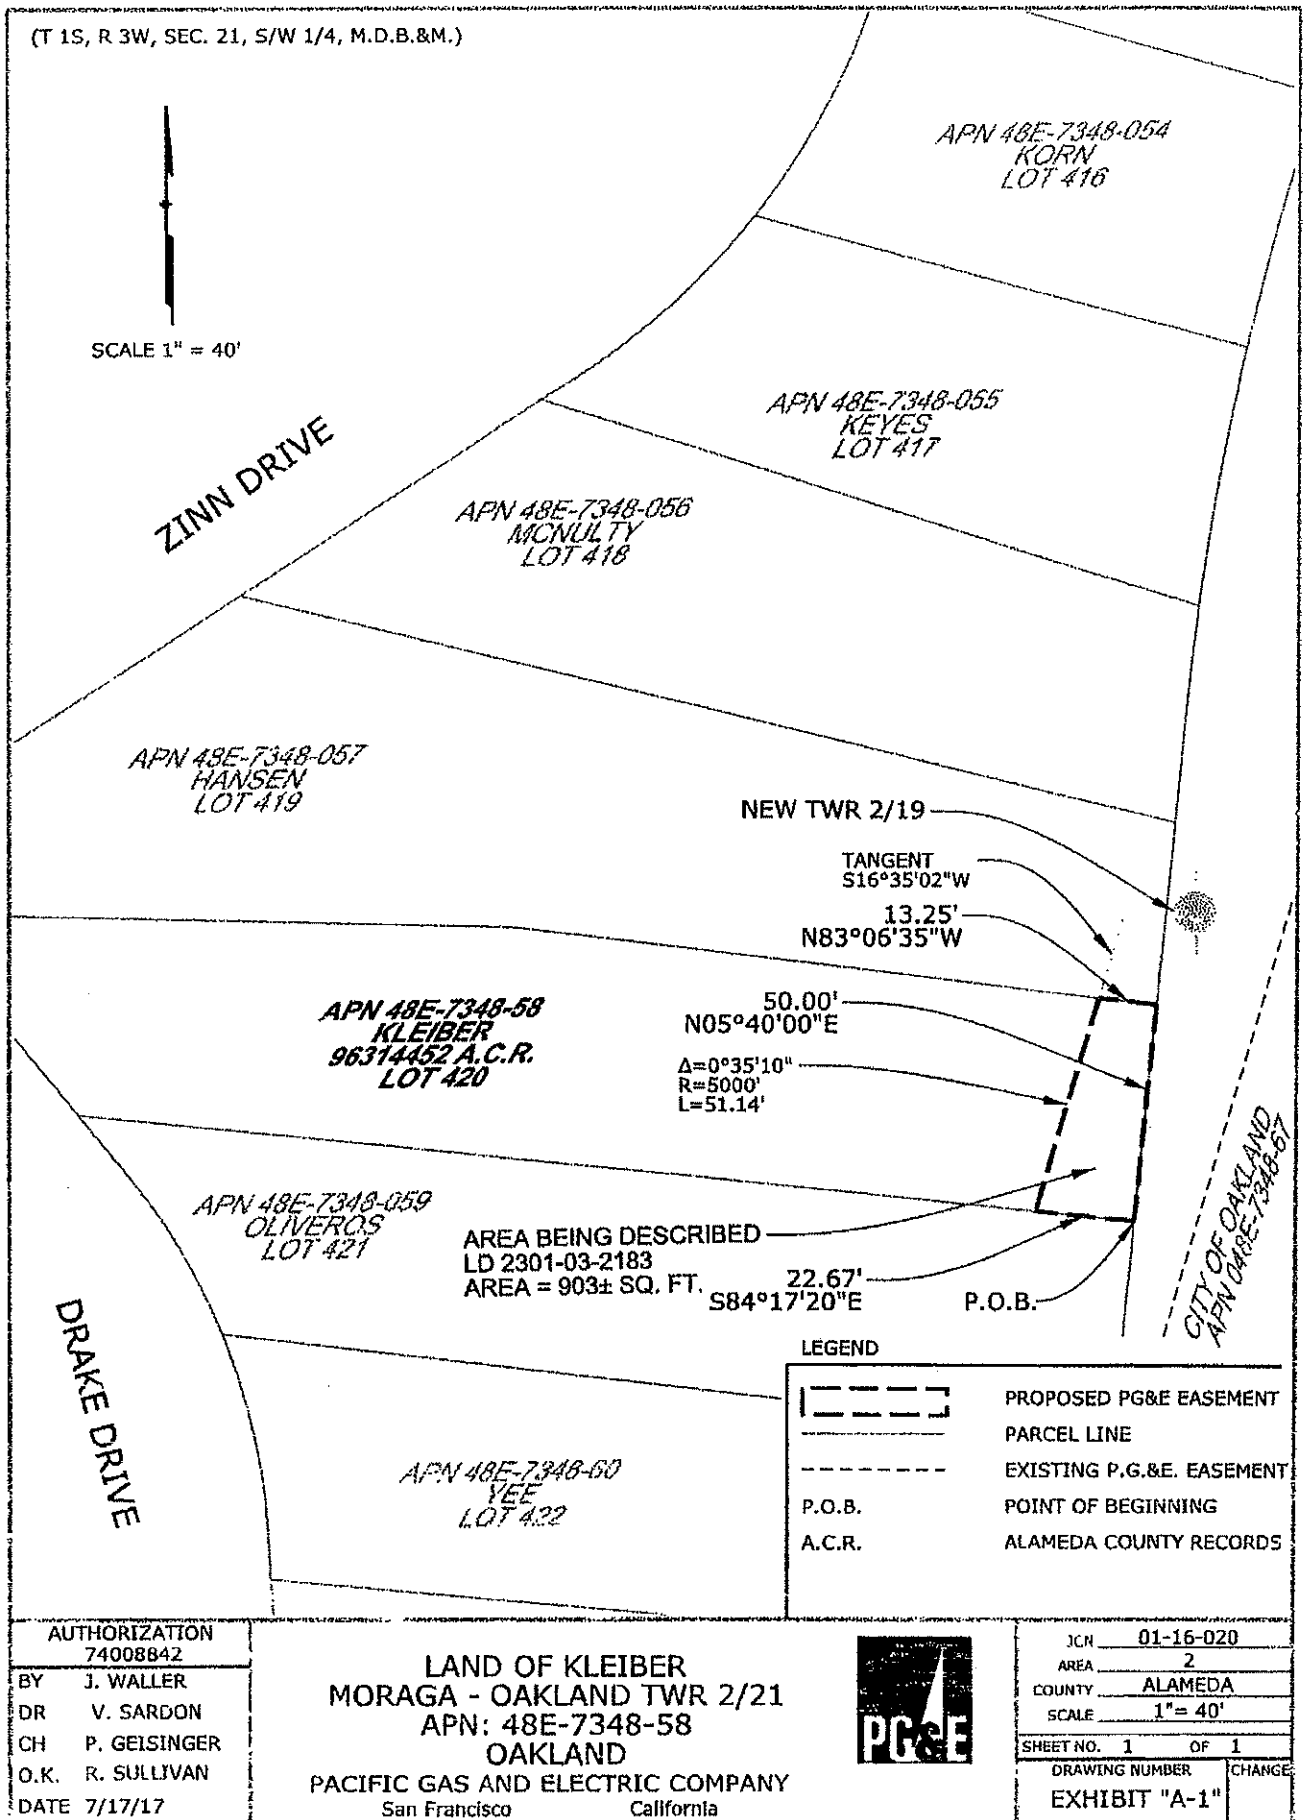 (T 1S, R 3W, SEC. 21, S/W 1/4, M.D.B.&M.)
SCALE 1" = 40'
ZINN DRIVE
APN 48E-7348-054
KORN
LOT 416
APN 48E-7348-055
KEYES
LOT 417
APN 48E-7348-056
MCNULTY
LOT 418
APN 48E-7348-057
HANSEN
LOT 419
NEW TWR 2/19
TANGENT
S16°35'02"W
13.25'
N83°06'35"W
APN 48E-7348-58
KLEIBER
96314452 A.C.R.
LOT 420
50.00'
N05°40'00"E
Δ=0°35'10"
R=5000'
L=51.14'
CITY OF OAKLAND
APN 048E-7348-67
APN 48E-7348-059
OLIVEROS
LOT 421
AREA BEING DESCRIBED
LD 2301-03-2183
AREA = 903± SQ. FT.
22.67'
S84°17'20"E
P.O.B.
DRAKE DRIVE
APN 48E-7348-60
YEE
LOT 422
LEGEND
PROPOSED PG&E EASEMENT
PARCEL LINE
EXISTING P.G.&E. EASEMENT
P.O.B. POINT OF BEGINNING
A.C.R. ALAMEDA COUNTY RECORDS
AUTHORIZATION
74008842
BY J. WALLER
DR V. SARDON
CH P. GEISINGER
O.K. R. SULLIVAN
DATE 7/17/17
LAND OF KLEIBER
MORAGA - OAKLAND TWR 2/21
APN: 48E-7348-58
OAKLAND
PACIFIC GAS AND ELECTRIC COMPANY
San Francisco California
PG&E
JCN 01-16-020
AREA 2
COUNTY ALAMEDA
SCALE 1"= 40'
SHEET NO. 1 OF 1
DRAWING NUMBER CHANGE
EXHIBIT "A-1"